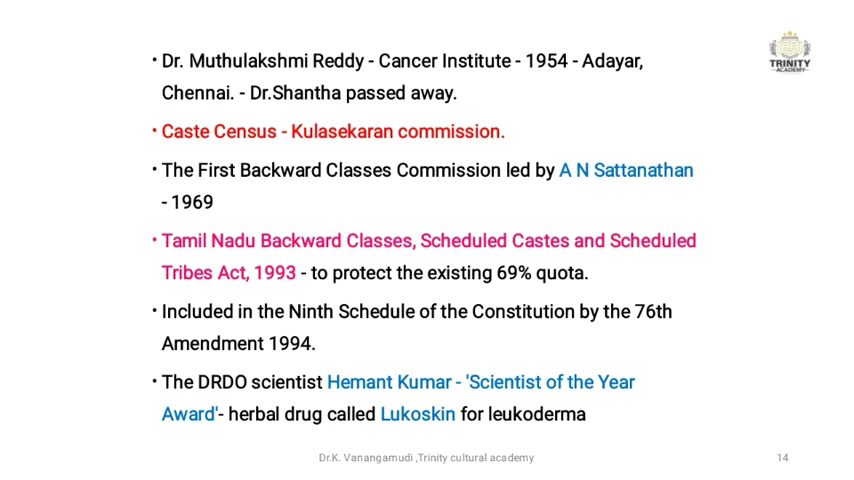 TRINITY
ACADEMY
• Dr. Muthulakshmi Reddy - Cancer Institute - 1954 - Adayar,
Chennai. - Dr.Shantha passed away.
• Caste Census - Kulasekaran commission.
• The First Backward Classes Commission led by A N Sattanathan
- 1969
• Tamil Nadu Backward Classes, Scheduled Castes and Scheduled
Tribes Act, 1993 - to protect the existing 69% quota.
• Included in the Ninth Schedule of the Constitution by the 76th
Amendment 1994.
• The DRDO scientist Hemant Kumar - 'Scientist of the Year
Award'- herbal drug called Lukoskin for leukoderma
Dr.K. Vanangamudi ,Trinity cultural academy
14